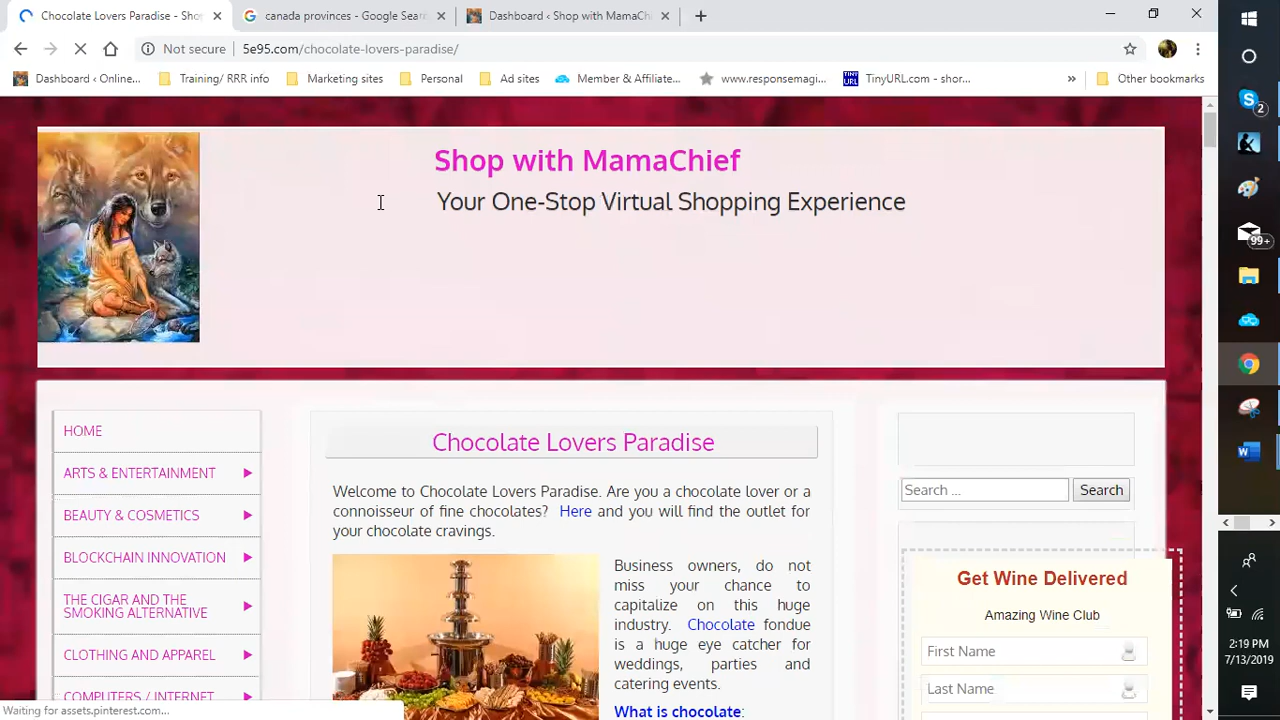 Chocolate Lovers Paradise - Shop
canada provinces - Google Sear
Dashboard ‹ Shop with MamaCh
Not secure
5e95.com/chocolate-lovers-paradise/
Dashboard ‹ Online...
Training/ RRR info
Marketing sites
Personal
Ad sites
Member & Affiliate...
www.responsemagi...
TINY URL
TinyURL.com - shor...
»
Other bookmarks
Shop with MamaChief
Your One-Stop Virtual Shopping Experience
HOME
ARTS & ENTERTAINMENT
BEAUTY & COSMETICS
BLOCKCHAIN INNOVATION
THE CIGAR AND THE
SMOKING ALTERNATIVE
CLOTHING AND APPAREL
COMPUTERS / INTERNET
Chocolate Lovers Paradise
Welcome to Chocolate Lovers Paradise. Are you a chocolate lover or a
connoisseur of fine chocolates? Here and you will find the outlet for
your chocolate cravings.
Business owners, do not
miss your chance to
capitalize on this huge
industry. Chocolate fondue
is a huge eye catcher for
weddings, parties and
catering events.
What is chocolate:
Search ...
Search
Get Wine Delivered
Amazing Wine Club
First Name
Last Name
Waiting for assets.pinterest.com...
2
99+
2:19 PM
7/13/2019